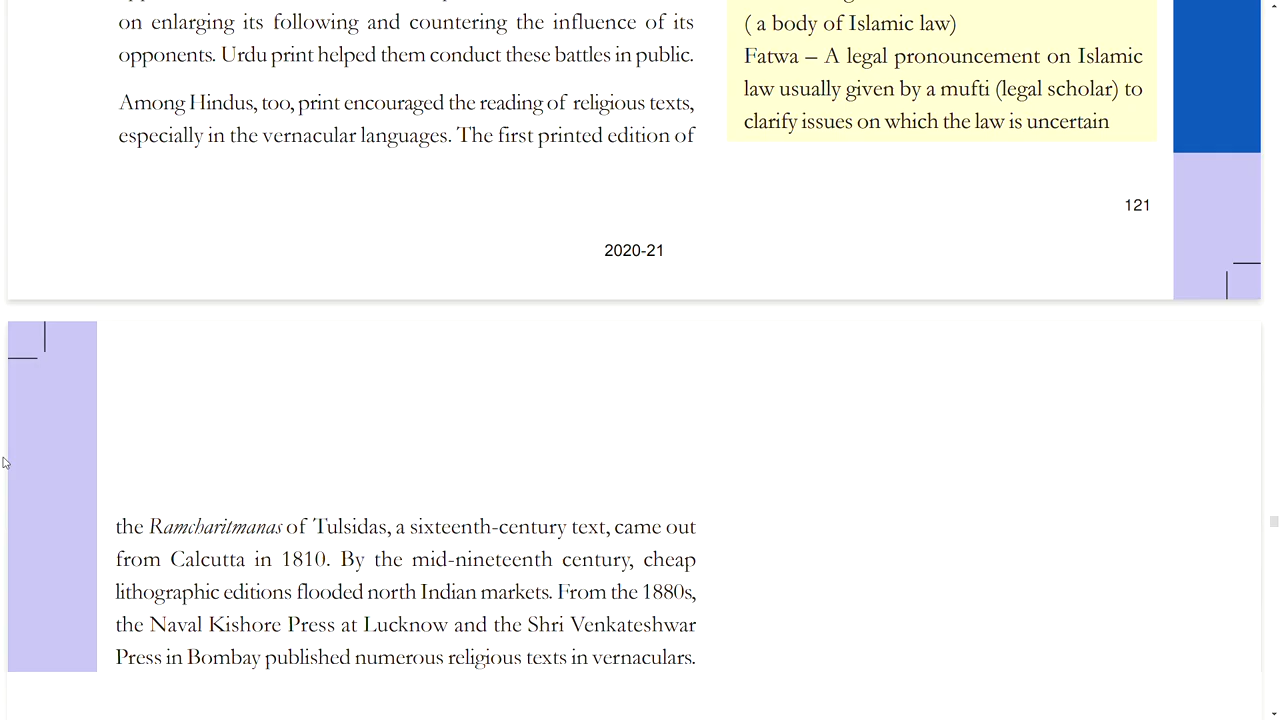 on enlarging its following and countering the influence of its
opponents. Urdu print helped them conduct these battles in public.
Among Hindus, too, print encouraged the reading of religious texts,
especially in the vernacular languages. The first printed edition of
( a body of Islamic law)
Fatwa – A legal pronouncement on Islamic
law usually given by a mufti (legal scholar) to
clarify issues on which the law is uncertain
121
2020-21
the Ramcharitmanas of Tulsidas, a sixteenth-century text, came out
from Calcutta in 1810. By the mid-nineteenth century, cheap
lithographic editions flooded north Indian markets. From the 1880s,
the Naval Kishore Press at Lucknow and the Shri Venkateshwar
Press in Bombay published numerous religious texts in vernaculars.